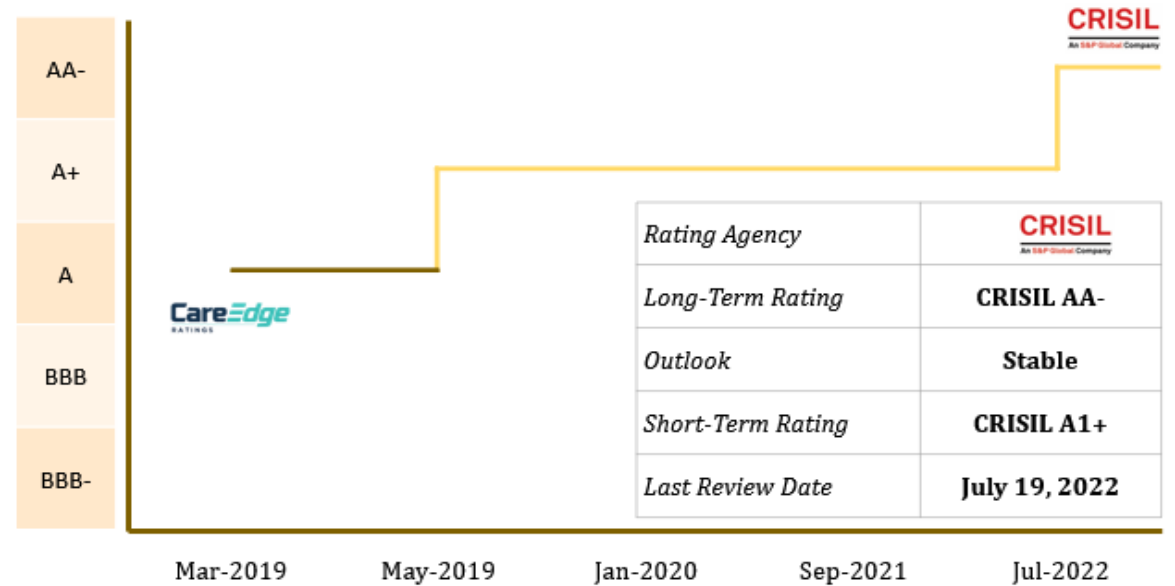 CRISIL
An S&P Global Company
AA-
A+
A
BBB
BBB-
CareEdge
RATINGS
Rating Agency CRISIL
An S&P Global Company
Long-Term Rating CRISIL AA-
Outlook Stable
Short-Term Rating CRISIL A1+
Last Review Date July 19, 2022
Mar-2019 May-2019 Jan-2020 Sep-2021 Jul-2022